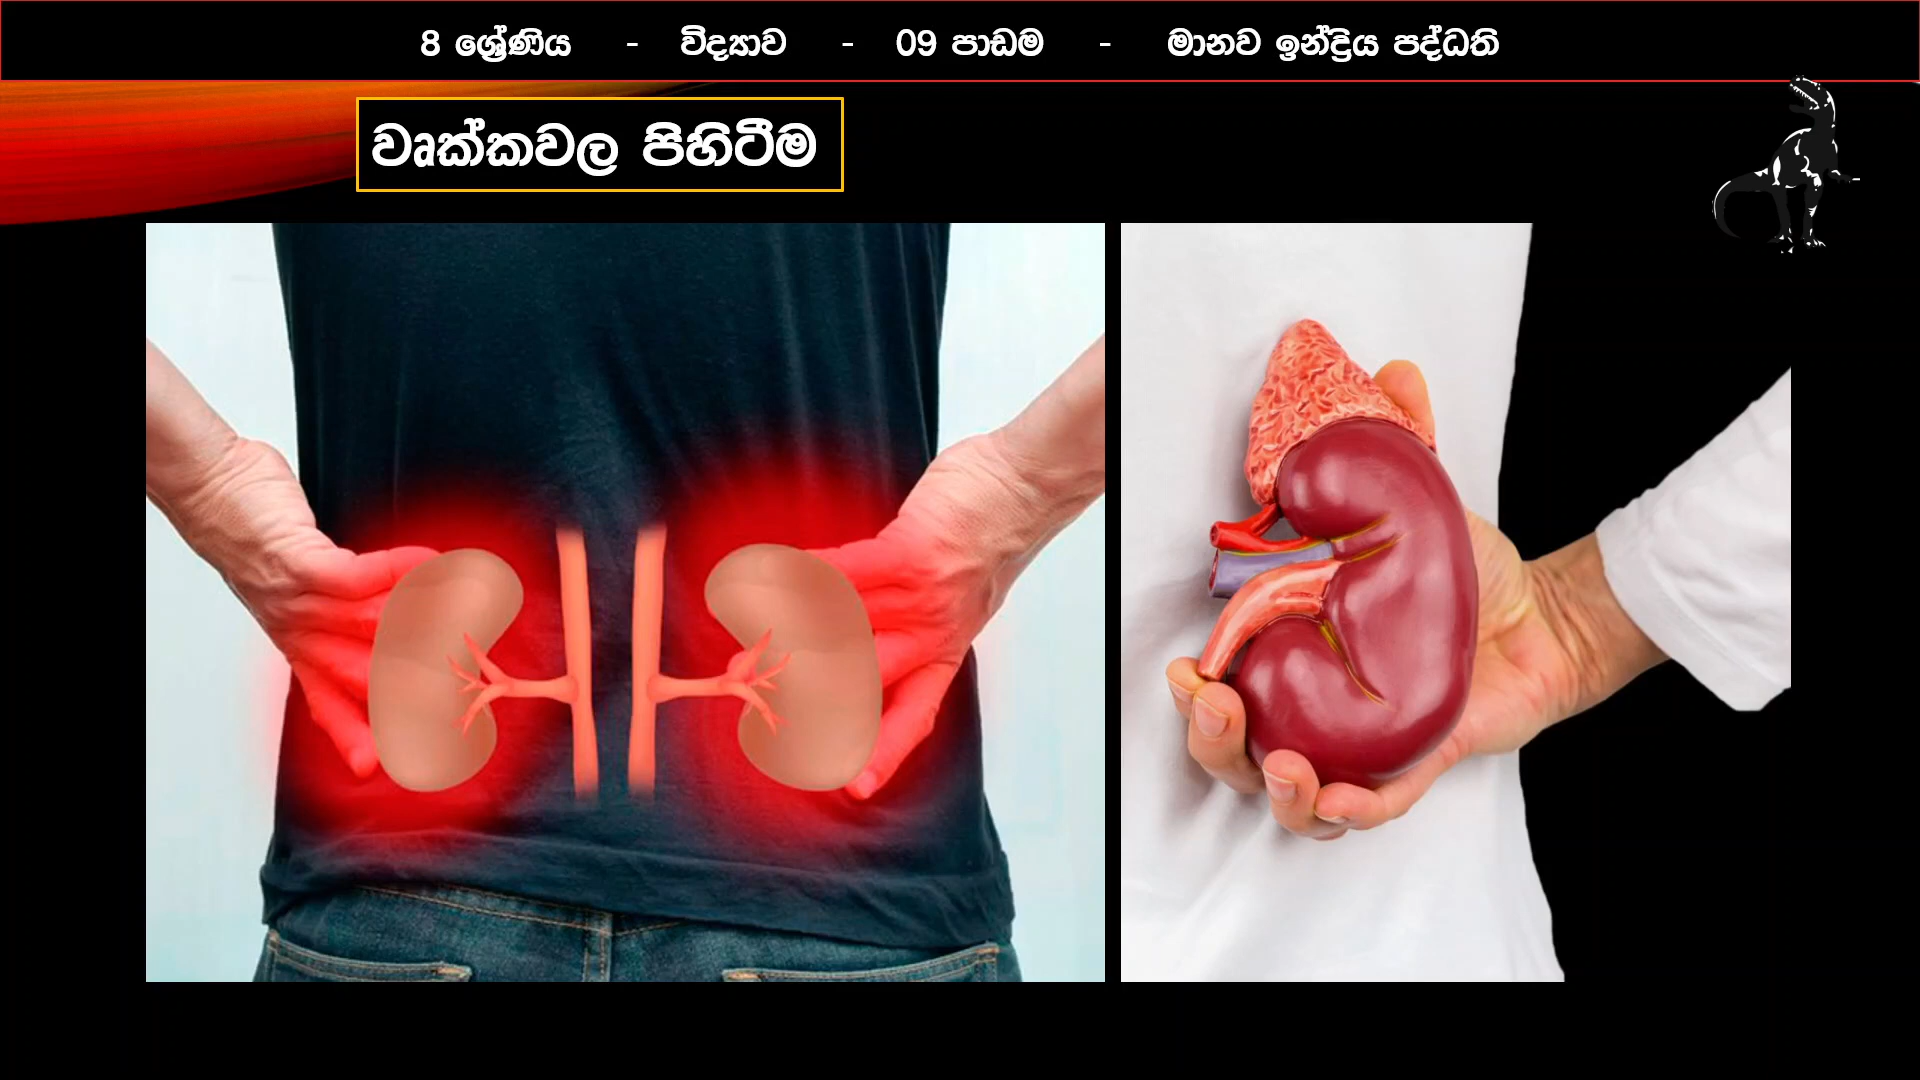 8 ශ්‍රේණිය - විද්‍යාව - 09 පාඩම - මානව ඉන්ද්‍රිය පද්ධති
වෘක්කවල පිහිටීම